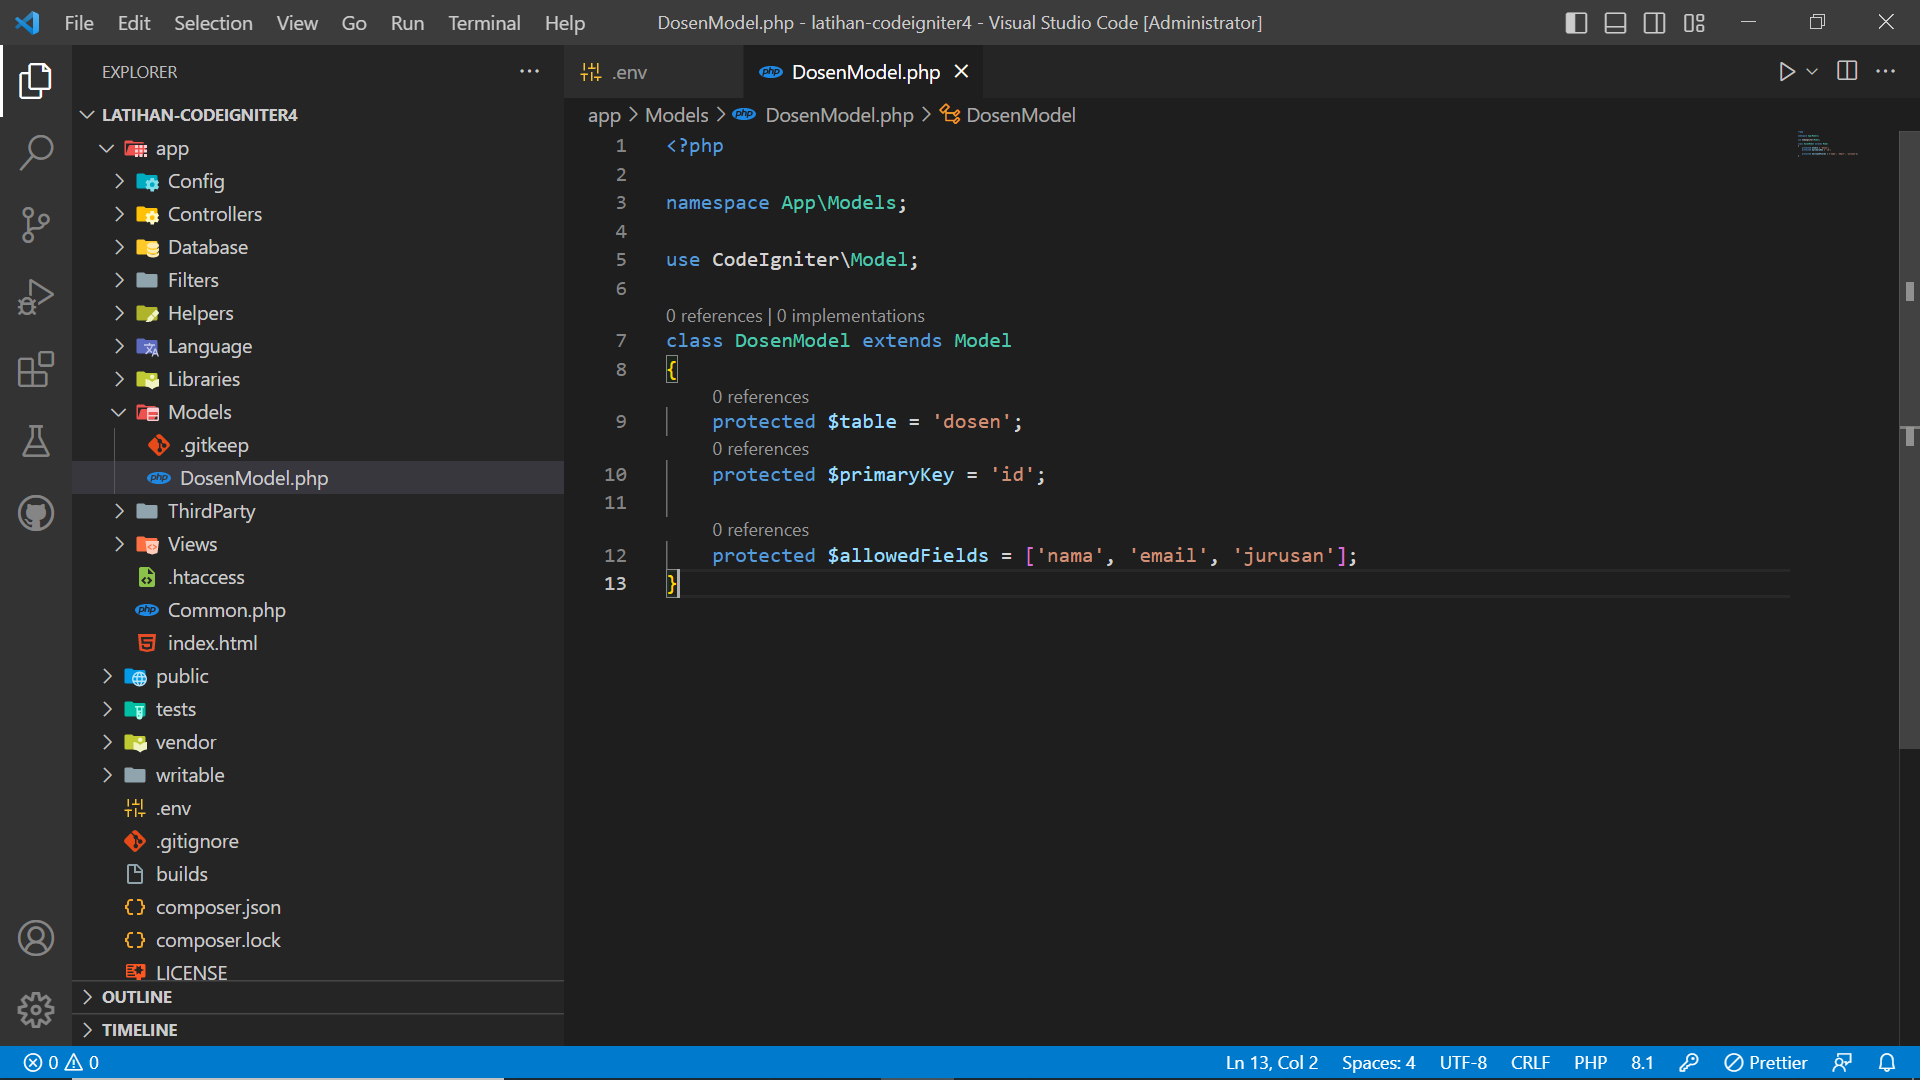 File Edit Selection View Go Run Terminal Help
DosenModel.php - latihan-codeigniter4 - Visual Studio Code [Administrator]
EXPLORER
LATIHAN-CODEIGNITER4
app
Config
Controllers
Database
Filters
Helpers
Language
Libraries
Models
.gitkeep
DosenModel.php
ThirdParty
Views
.htaccess
Common.php
index.html
public
tests
vendor
writable
.env
.gitignore
builds
composer.json
composer.lock
LICENSE
OUTLINE
TIMELINE
.env
php DosenModel.php
app > Models > php DosenModel.php > DosenModel
1 <?php
2
3 namespace App\Models;
4
5 use CodeIgniter\Model;
6
0 references | 0 implementations
7 class DosenModel extends Model
8 {
0 references
9 protected $table = 'dosen';
0 references
10 protected $primaryKey = 'id';
11
0 references
12 protected $allowedFields = ['nama', 'email', 'jurusan'];
13 }
0 0
Ln 13, Col 2 Spaces: 4 UTF-8 CRLF PHP 8.1 Prettier